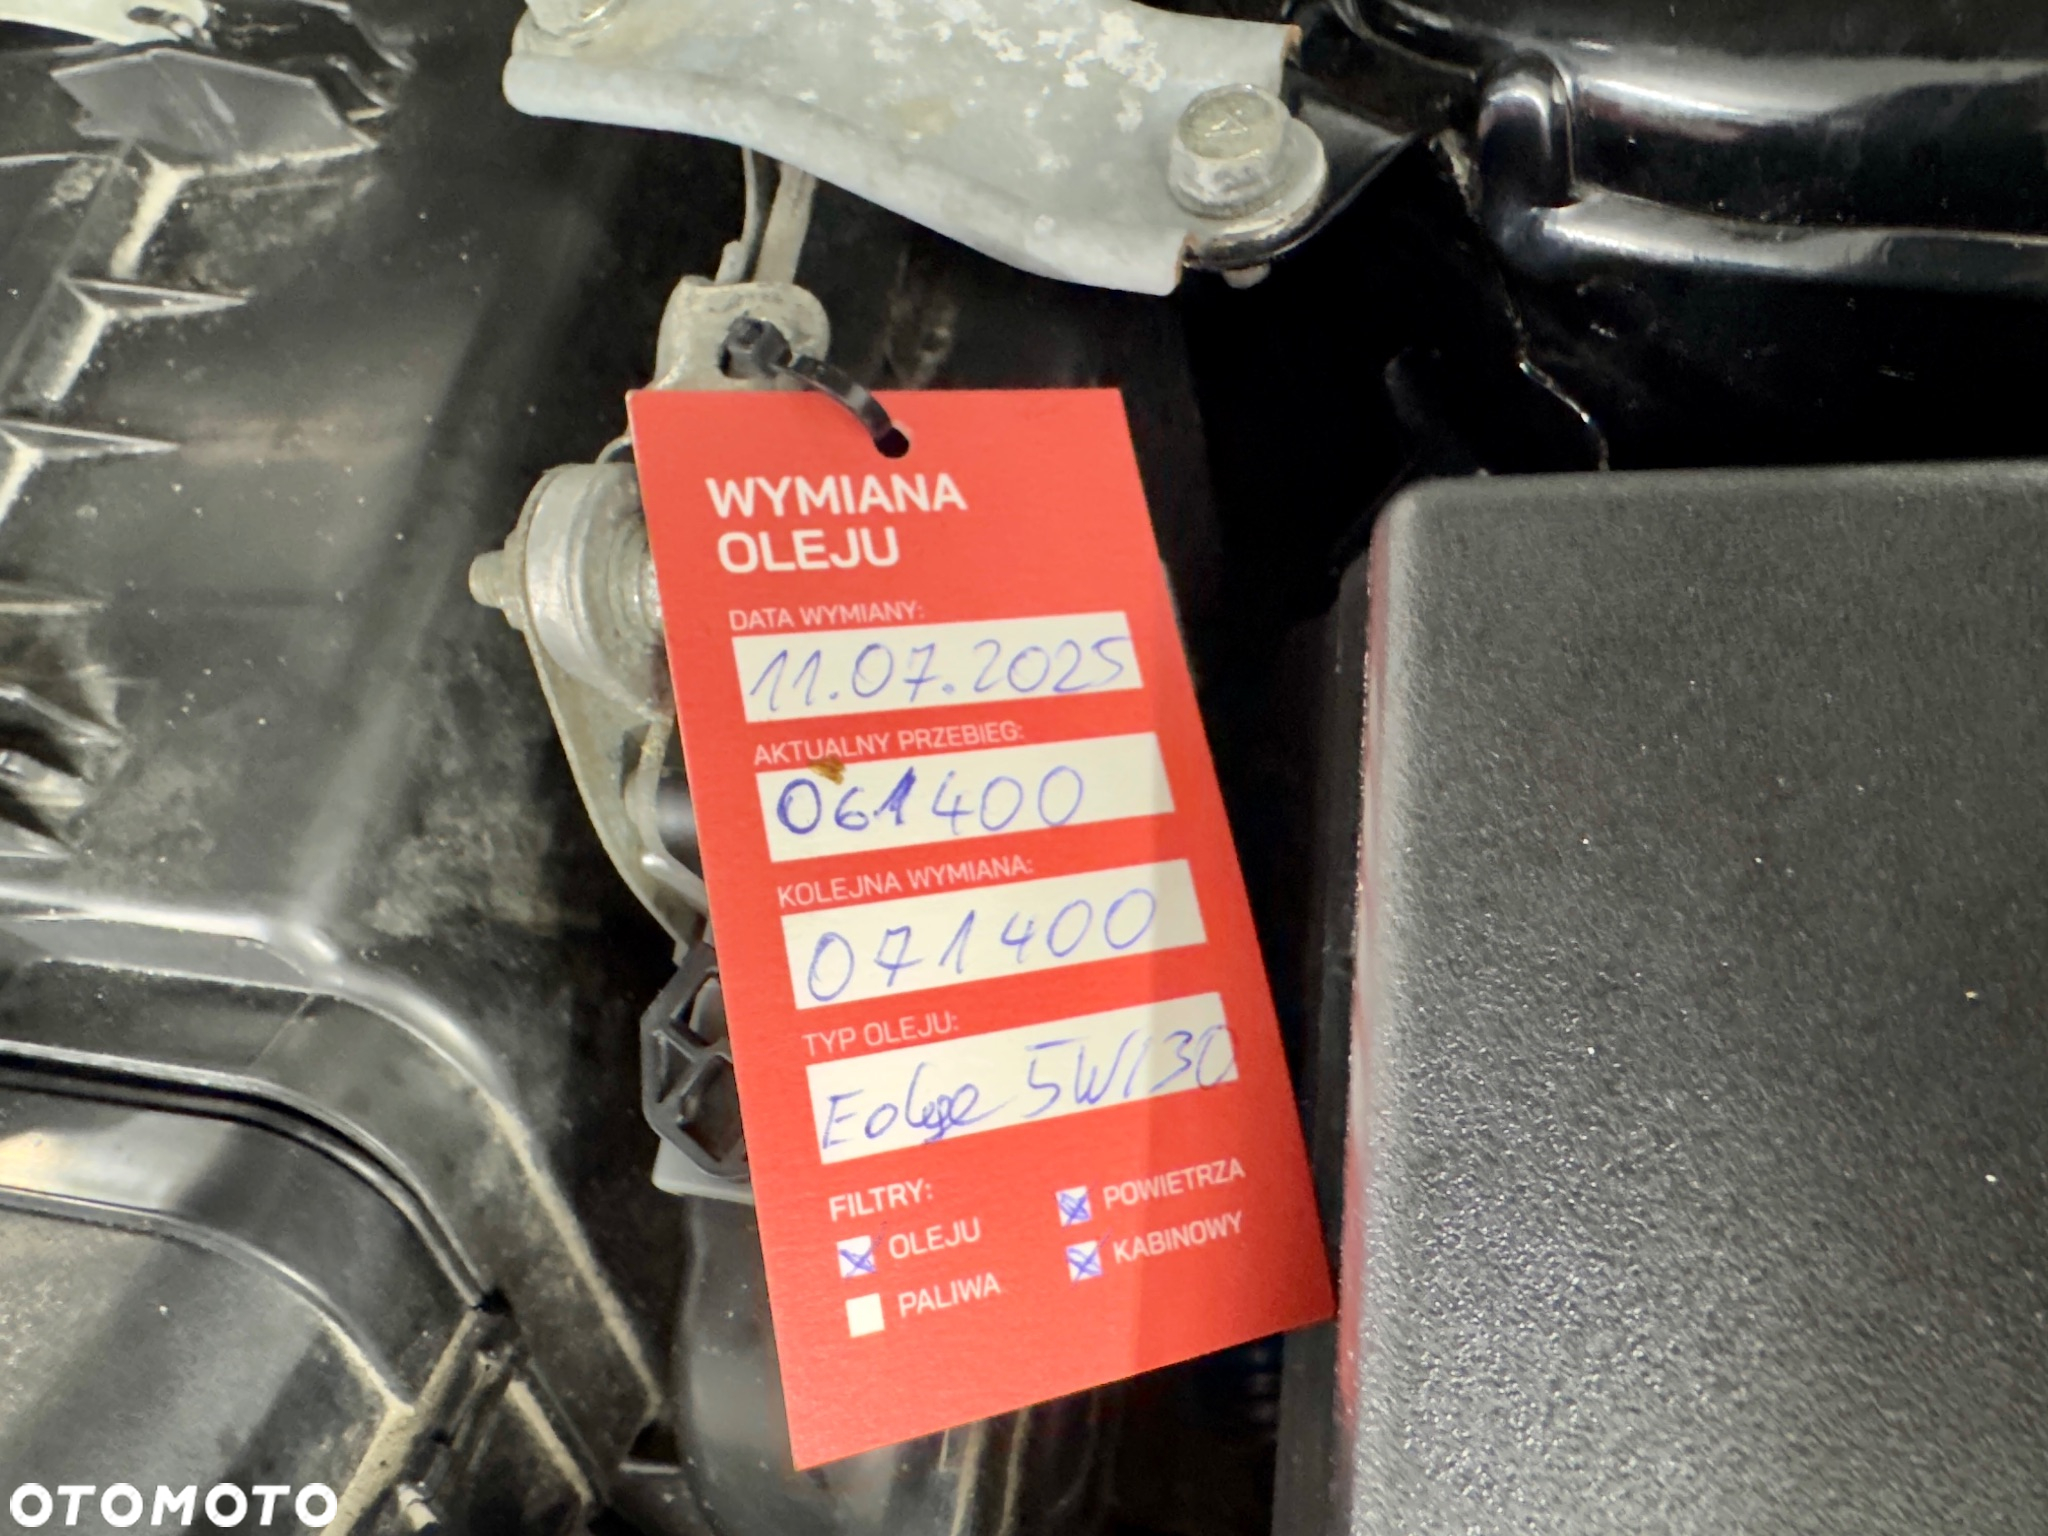 WYMIANA
OLEJU
DATA WYMIANY:
11.07.2025
AKTUALNY PRZEBIEG:
061400
KOLEJNA WYMIANA:
071400
TYP OLEJU:
5W/30
FILTRY:
OLEJU
PALIWA
POWIETRZA
KABINOWY
OTOMOTO